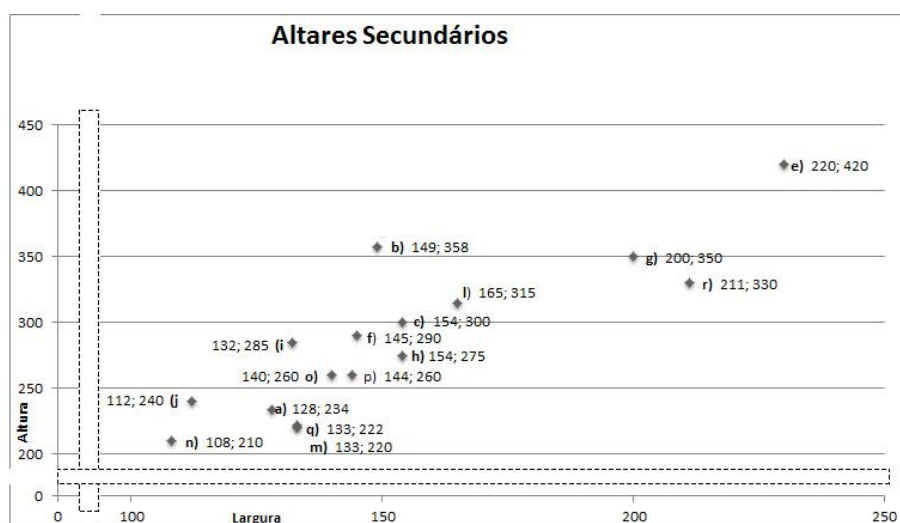 Altares Secundários
450
400
350
300
250
200
0
Altura
e) 220; 420
b) 149; 358
g) 200; 350
r) 211; 330
l) 165; 315
c) 154; 300
f) 145; 290
132; 285 (i
h) 154; 275
140; 260 o)
p) 144; 260
112; 240 (j
a) 128; 234
q) 133; 222
n) 108; 210
m) 133; 220
0
100
150
200
250
Largura